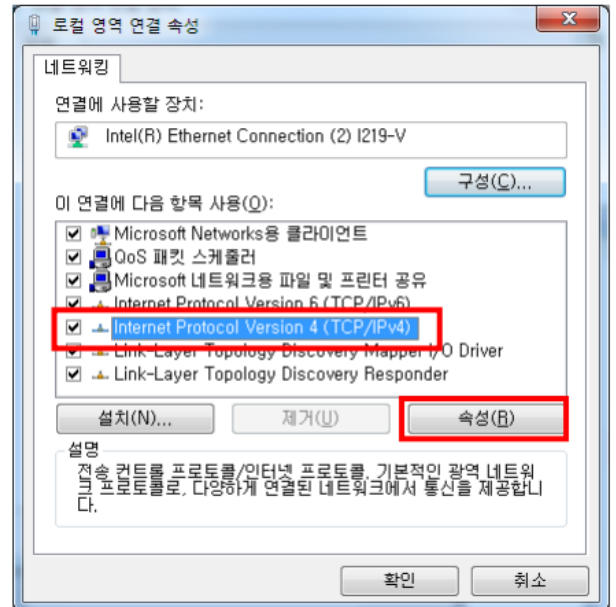 로컬 영역 연결 속성
네트워킹
연결에 사용할 장치:
Intel(R) Ethernet Connection (2) I219-V
구성(C)...
이 연결에 다음 항목 사용(O):
Microsoft Networks용 클라이언트
QoS 패킷 스케줄러
Microsoft 네트워크용 파일 및 프린터 공유
Internet Protocol Version 6 (TCP/IPv6)
Internet Protocol Version 4 (TCP/IPv4)
Link-Layer Topology Discovery Mapper I/O Driver
Link-Layer Topology Discovery Responder
설치(N)... 제거(U) 속성(R)
설명
전송 컨트롤 프로토콜/인터넷 프로토콜. 기본적인 광역 네트워
크 프로토콜로, 다양하게 연결된 네트워크에서 통신을 제공합니
다.
확인 취소